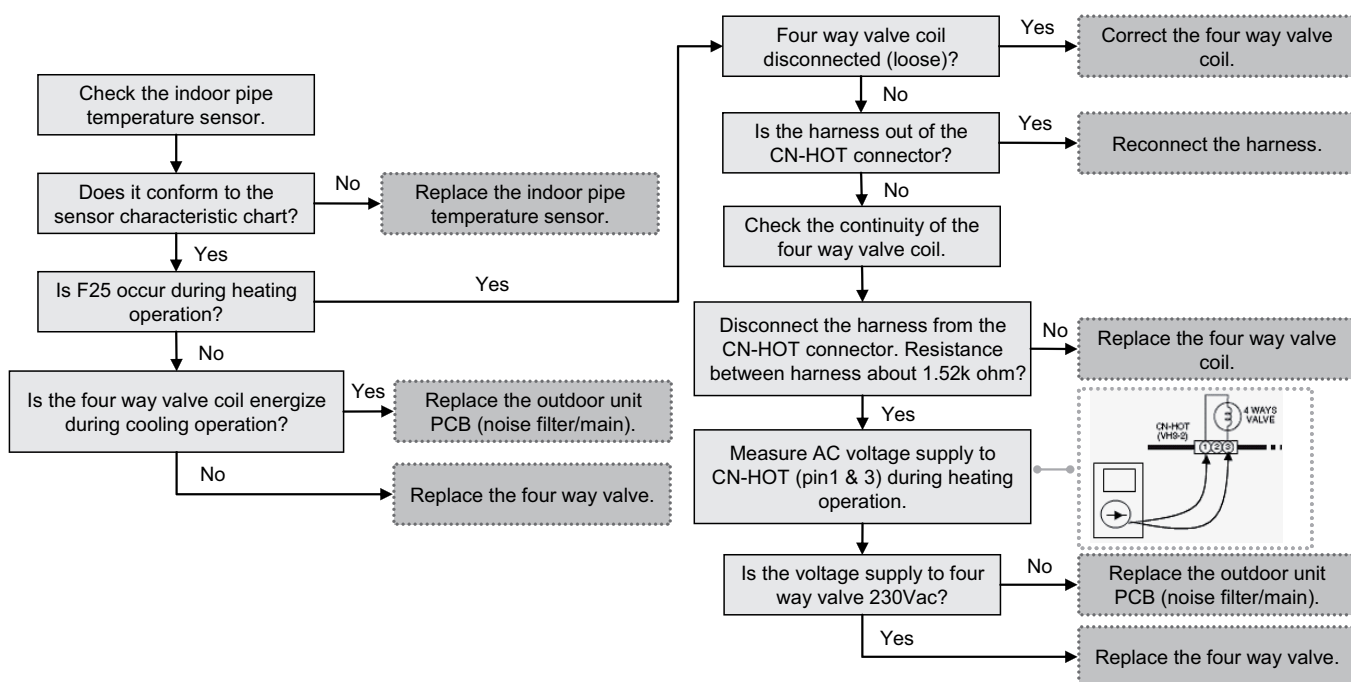 Check the indoor pipe
temperature sensor.
Does it conform to the
sensor characteristic chart?
No
Replace the indoor pipe
temperature sensor.
Yes
Is F25 occur during heating
operation?
Yes
No
Is the four way valve coil energize
during cooling operation?
Yes
Replace the outdoor unit
PCB (noise filter/main).
No
Replace the four way valve.
Four way valve coil
disconnected (loose)?
Yes
Correct the four way valve
coil.
No
Is the harness out of the
CN-HOT connector?
Yes
Reconnect the harness.
No
Check the continuity of the
four way valve coil.
Disconnect the harness from the
CN-HOT connector. Resistance
between harness about 1.52k ohm?
No
Replace the four way valve
coil.
Yes
Measure AC voltage supply to
CN-HOT (pin1 & 3) during heating
operation.
4 WAYS
VALVE
CN-HOT
(VH9-2)
1 2 3
Is the voltage supply to four
way valve 230Vac?
No
Replace the outdoor unit
PCB (noise filter/main).
Yes
Replace the four way valve.